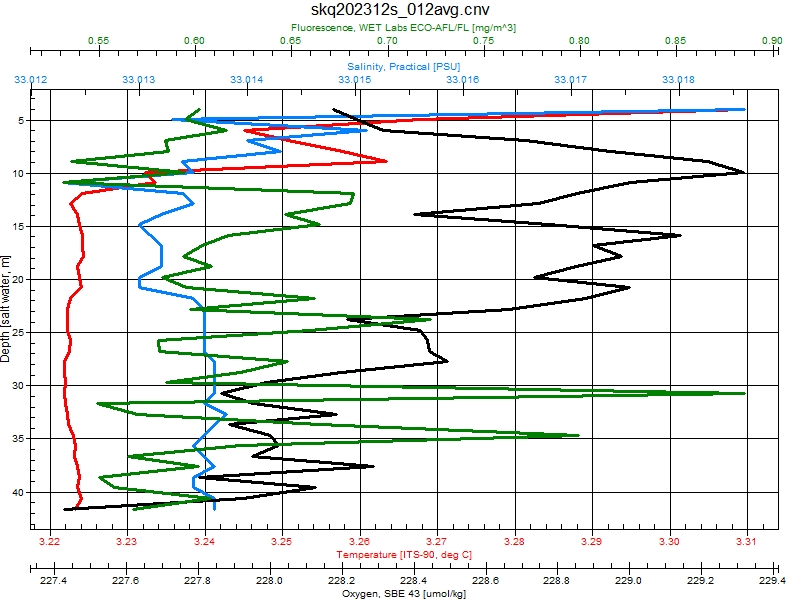 skq202312s_012avg.cnv
Fluorescence, WET Labs ECO-AFL/FL [mg/m^3]
0.55 0.60 0.65 0.70 0.75 0.80 0.85 0.90
Salinity, Practical [PSU]
33.012 33.013 33.014 33.015 33.016 33.017 33.018
5
10
15
20
25
30
35
40
Depth [salt water, m]
3.22 3.23 3.24 3.25 3.26 3.27 3.28 3.29 3.30 3.31
Temperature [ITS-90, deg C]
227.4 227.6 227.8 228.0 228.2 228.4 228.6 228.8 229.0 229.2 229.4
Oxygen, SBE 43 [umol/kg]